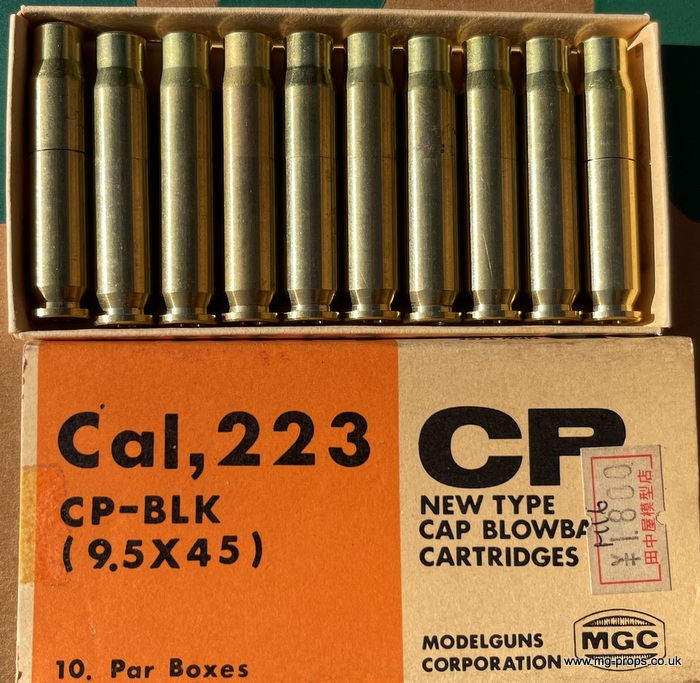 Cal,223
CP-BLK
(9.5X45)
10. Par Boxes
CP
NEW TYPE
CAP BLOWBA
CARTRIDGES
M16
¥1,800
田中屋模型店
MODELGUNS
CORPORATION
MGC
www.mg-props.co.uk